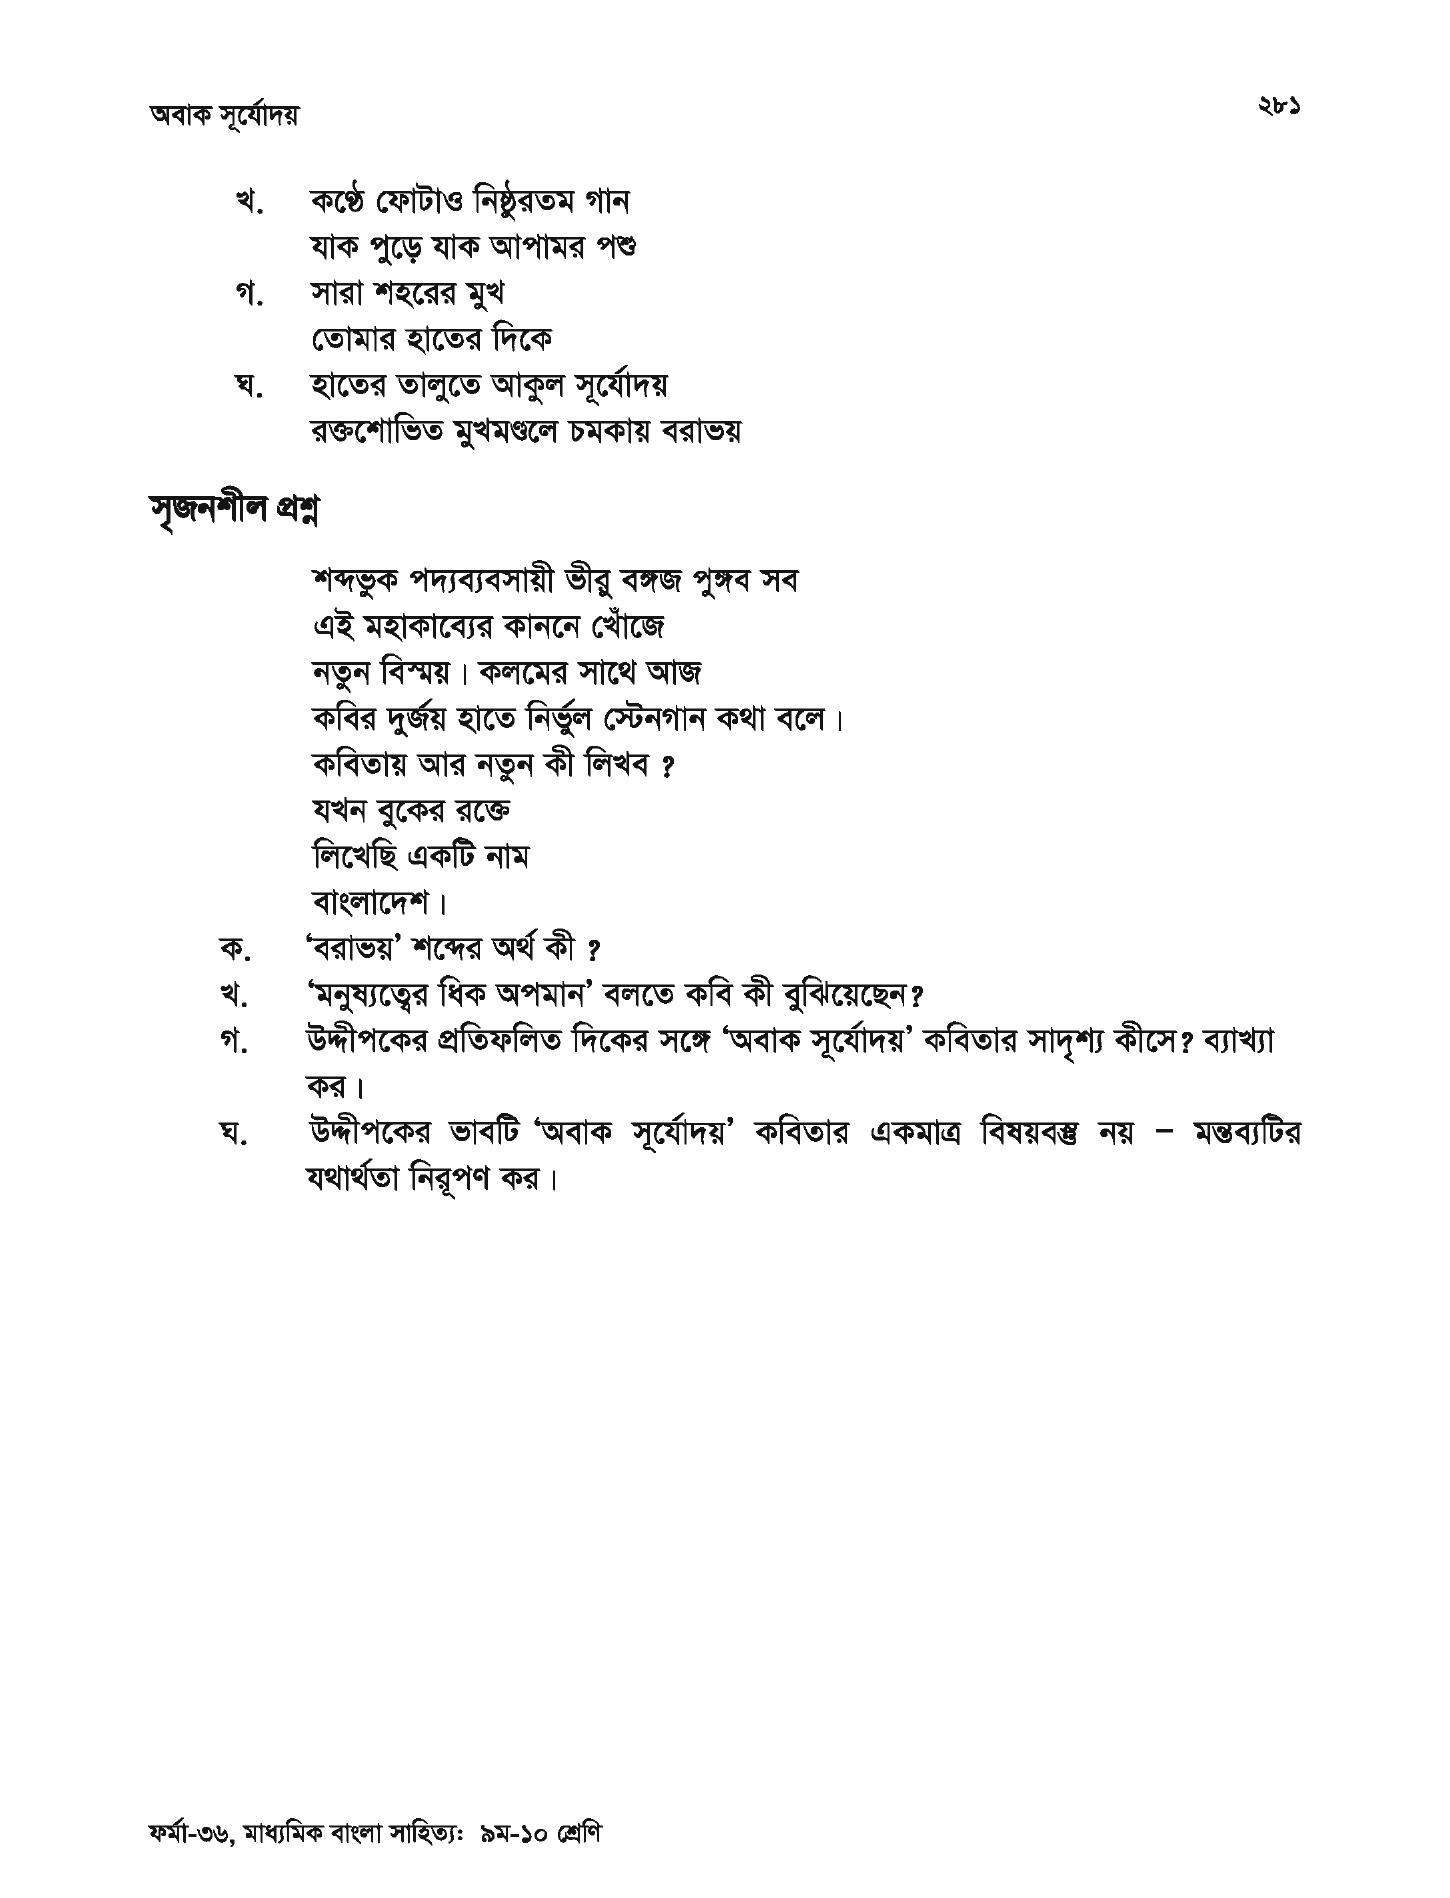 অবাক সূর্যোদয়
২৮১
খ. কণ্ঠে ফোটাও নিষ্ঠুরতম গান
যাক পুড়ে যাক আপামর পশু
গ. সারা শহরের মুখ
তোমার হাতের দিকে
ঘ. হাতের তালুতে আকুল সূর্যোদয়
রক্তশোভিত মুখমণ্ডলে চমকায় বরাভয়
সৃজনশীল প্রশ্ন
শব্দভুক পদ্যব্যবসায়ী ভীরু বঙ্গজ পুঙ্গব সব
এই মহাকাব্যের কাননে খোঁজে
নতুন বিস্ময়। কলমের সাথে আজ
কবির দুর্জয় হাতে নির্ভুল স্টেনগান কথা বলে।
কবিতায় আর নতুন কী লিখব ?
যখন বুকের রক্তে
লিখেছি একটি নাম
বাংলাদেশ।
ক. ‘বরাভয়’ শব্দের অর্থ কী ?
খ. ‘মনুষ্যত্বের ধিক অপমান’ বলতে কবি কী বুঝিয়েছেন?
গ. উদ্দীপকের প্রতিফলিত দিকের সঙ্গে ‘অবাক সূর্যোদয়’ কবিতার সাদৃশ্য কীসে? ব্যাখ্যা
কর।
ঘ. উদ্দীপকের ভাবটি ‘অবাক সূর্যোদয়’ কবিতার একমাত্র বিষয়বস্তু নয় – মন্তব্যটির
যথার্থতা নিরূপণ কর।
ফর্মা-৩৬, মাধ্যমিক বাংলা সাহিত্য: ৯ম-১০ শ্রেণি